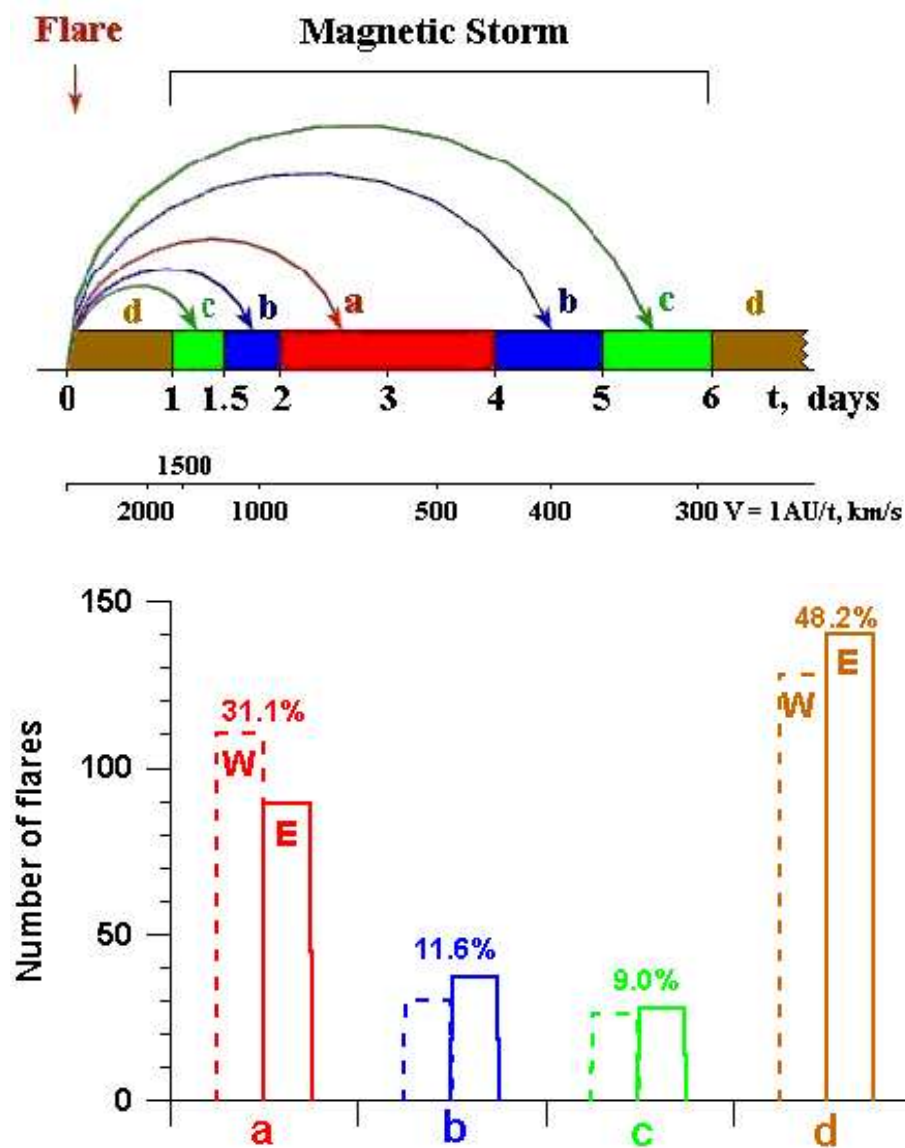 Flare Magnetic Storm
d c b a b c d
0 1 1.5 2 3 4 5 6 t, days
1500
2000 1000 500 400 300 V = 1AU/t, km/s
Number of flares
150
100
50
0
48.2%
E
W
31.1%
W
E
11.6%
9.0%
a b c d